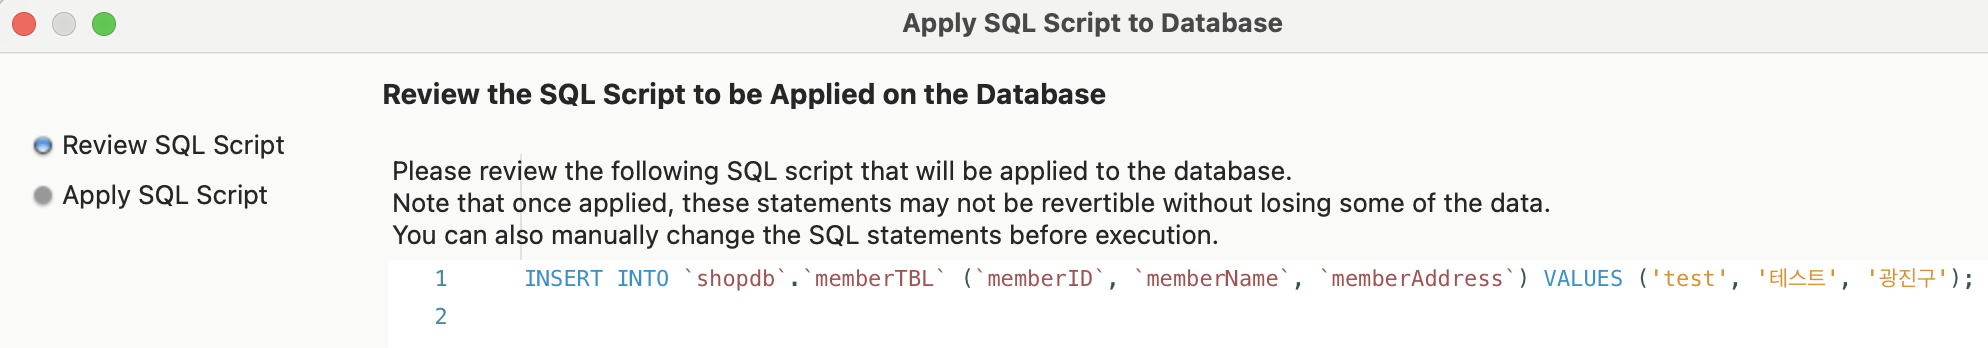 Apply SQL Script to Database
Review the SQL Script to be Applied on the Database
Review SQL Script
Apply SQL Script
Please review the following SQL script that will be applied to the database.
Note that once applied, these statements may not be revertible without losing some of the data.
You can also manually change the SQL statements before execution.
1 INSERT INTO `shopdb`.`memberTBL` (`memberID`, `memberName`, `memberAddress`) VALUES ('test', '테스트', '광진구');
2